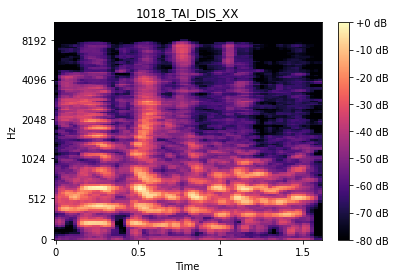 1018_TAI_DIS_XX
8192
4096
2048
1024
512
0
Hz
0
0.5
1
1.5
Time
+0 dB
-10 dB
-20 dB
-30 dB
-40 dB
-50 dB
-60 dB
-70 dB
-80 dB